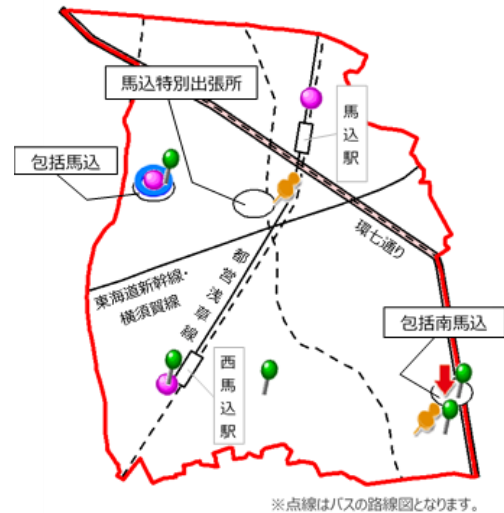 馬込特別出張所
馬込駅
包括馬込
環七通り
東海道新幹線・
横須賀線
都営浅草線
包括南馬込
西馬込駅
※点線はバスの路線図となります。